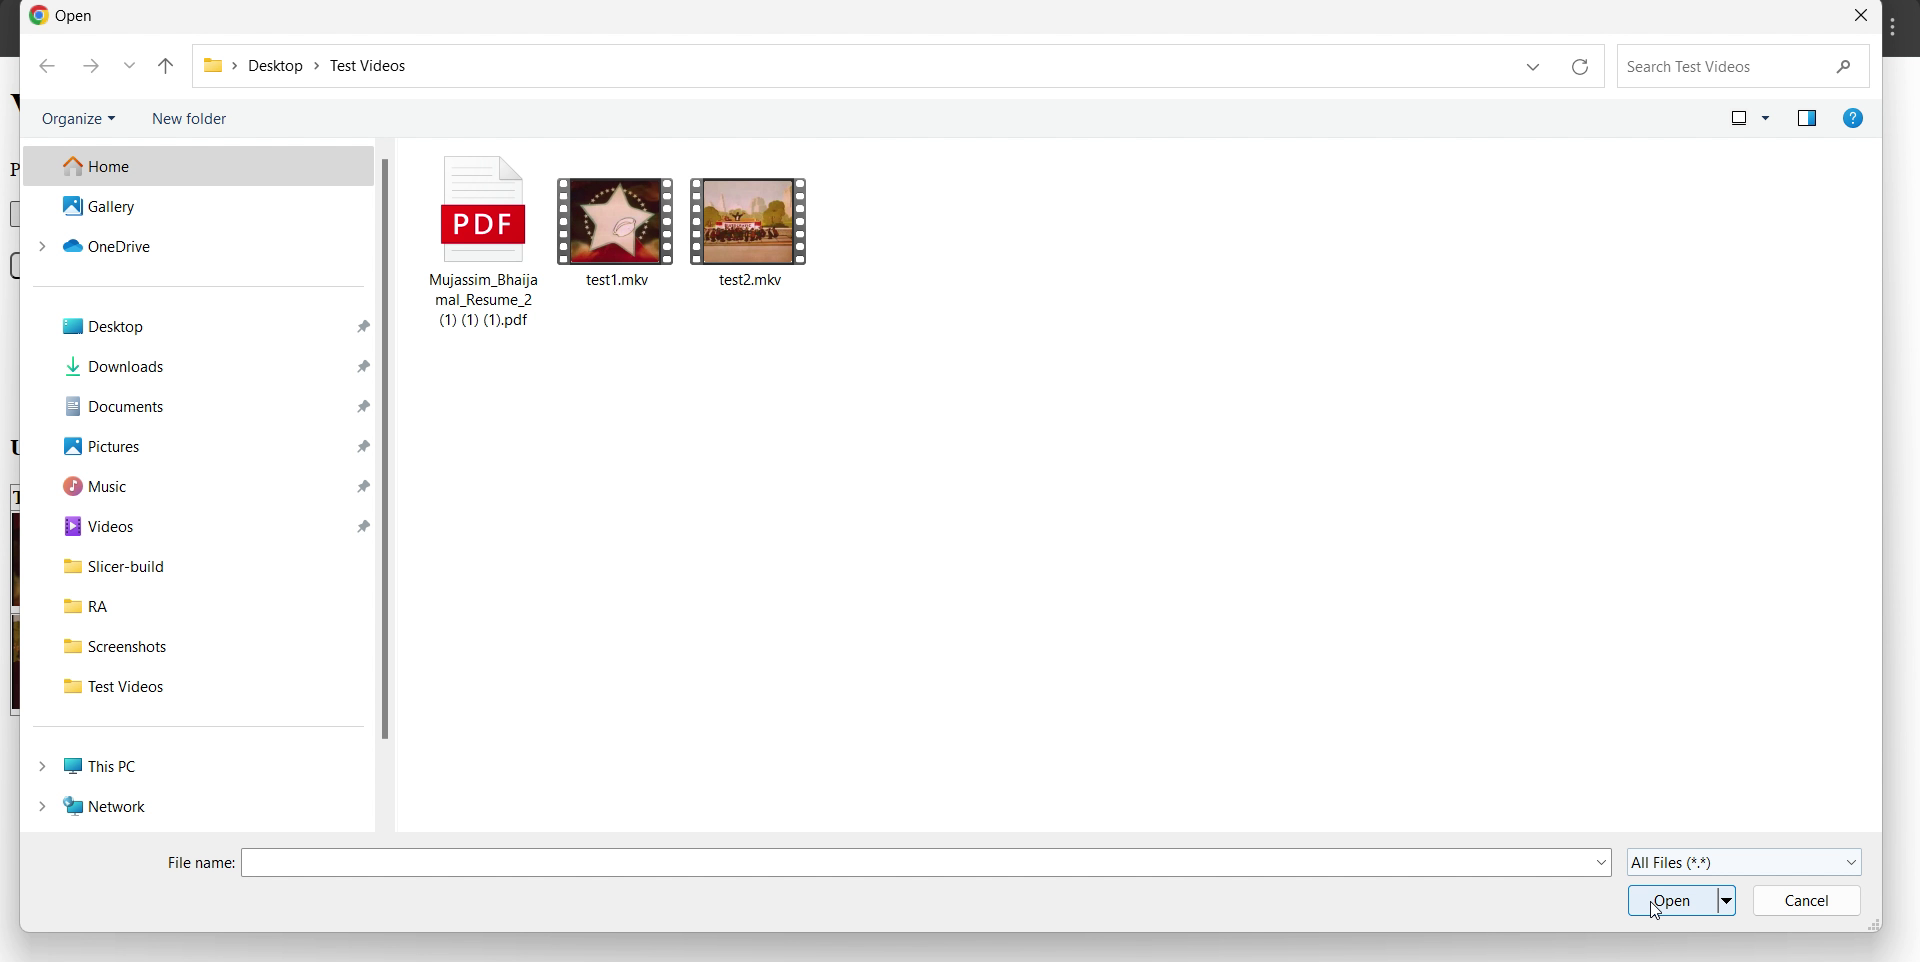 Open
Desktop > Test Videos
Search Test Videos
Organize
New folder
Home
Gallery
OneDrive
Desktop
Downloads
Documents
Pictures
Music
Videos
Slicer-build
RA
Screenshots
Test Videos
This PC
Network
PDF
Mujassim_Bhaija
mal_Resume_2
(1) (1) (1).pdf
test1.mkv
test2.mkv
File name:
All Files (*.*)
Open
Cancel